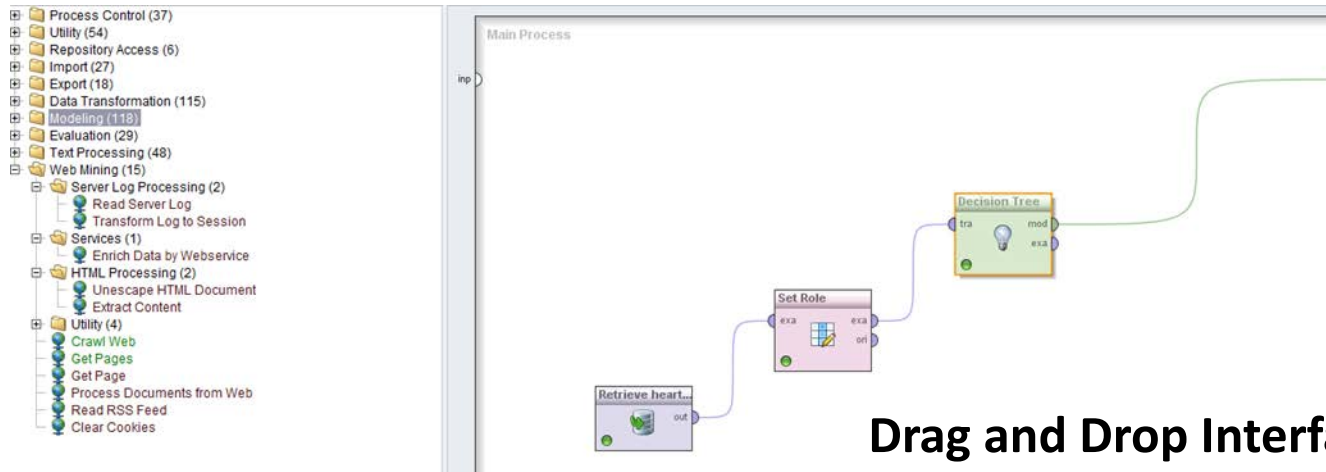 Process Control (37)
Utility (54)
Repository Access (6)
Import (27)
Export (18)
Data Transformation (115)
Modeling (118)
Evaluation (29)
Text Processing (48)
Web Mining (15)
Server Log Processing (2)
Read Server Log
Transform Log to Session
Services (1)
Enrich Data by Webservice
HTML Processing (2)
Unescape HTML Document
Extract Content
Utility (4)
Crawl Web
Get Pages
Get Page
Process Documents from Web
Read RSS Feed
Clear Cookies
Main Process
inp
Decision Tree
tra mod
exa
Set Role
exa exa
ori
Retrieve heart...
out
Drag and Drop Interfa